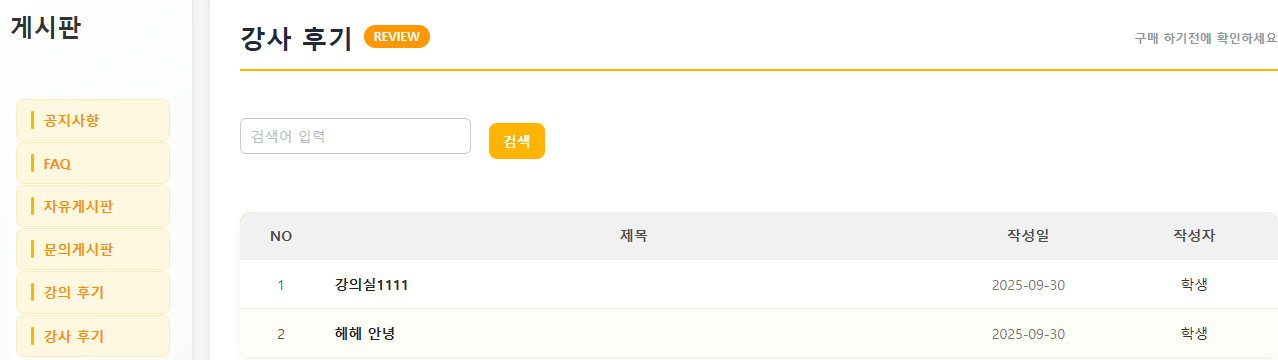 게시판
공지사항
FAQ
자유게시판
문의게시판
강의 후기
강사 후기
강사 후기 REVIEW 구매 하기전에 확인하세요
검색어 입력 검색
NO 제목 작성일 작성자
1 강의실1111 2025-09-30 학생
2 헤헤 안녕 2025-09-30 학생